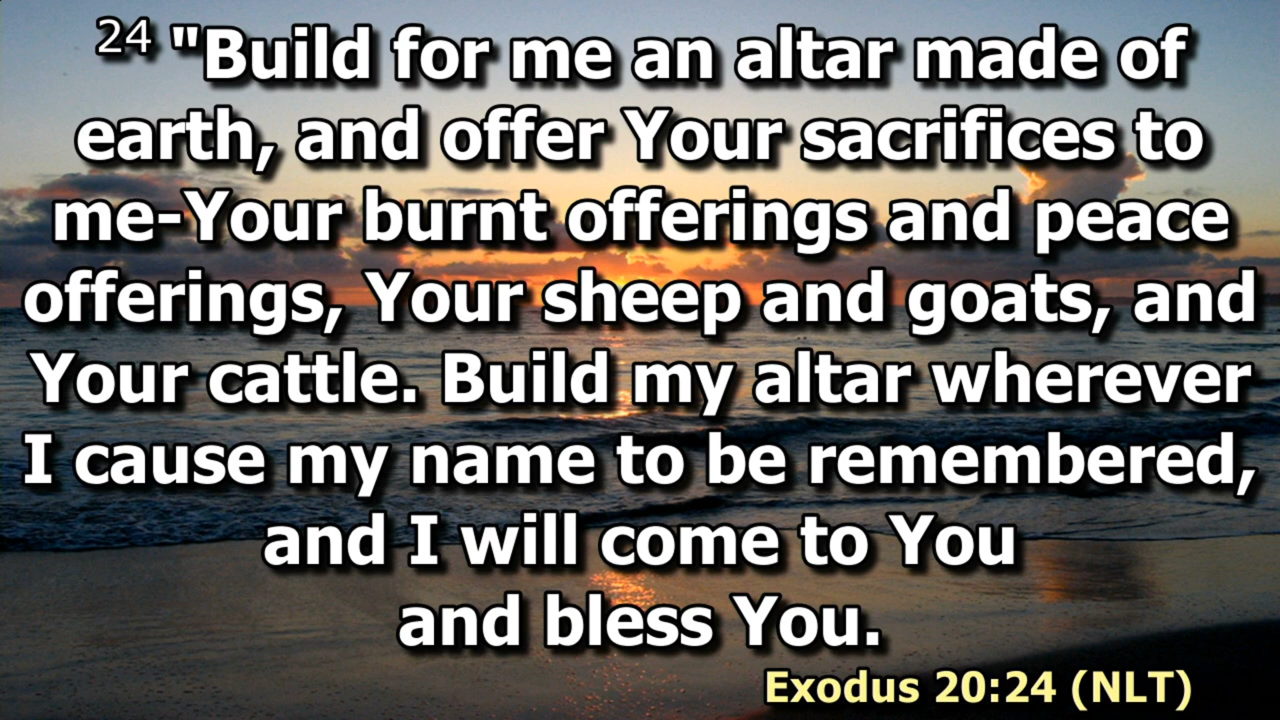 24 "Build for me an altar made of
earth, and offer Your sacrifices to
me-Your burnt offerings and peace
offerings, Your sheep and goats, and
Your cattle. Build my altar wherever
I cause my name to be remembered,
and I will come to You
and bless You.
Exodus 20:24 (NLT)